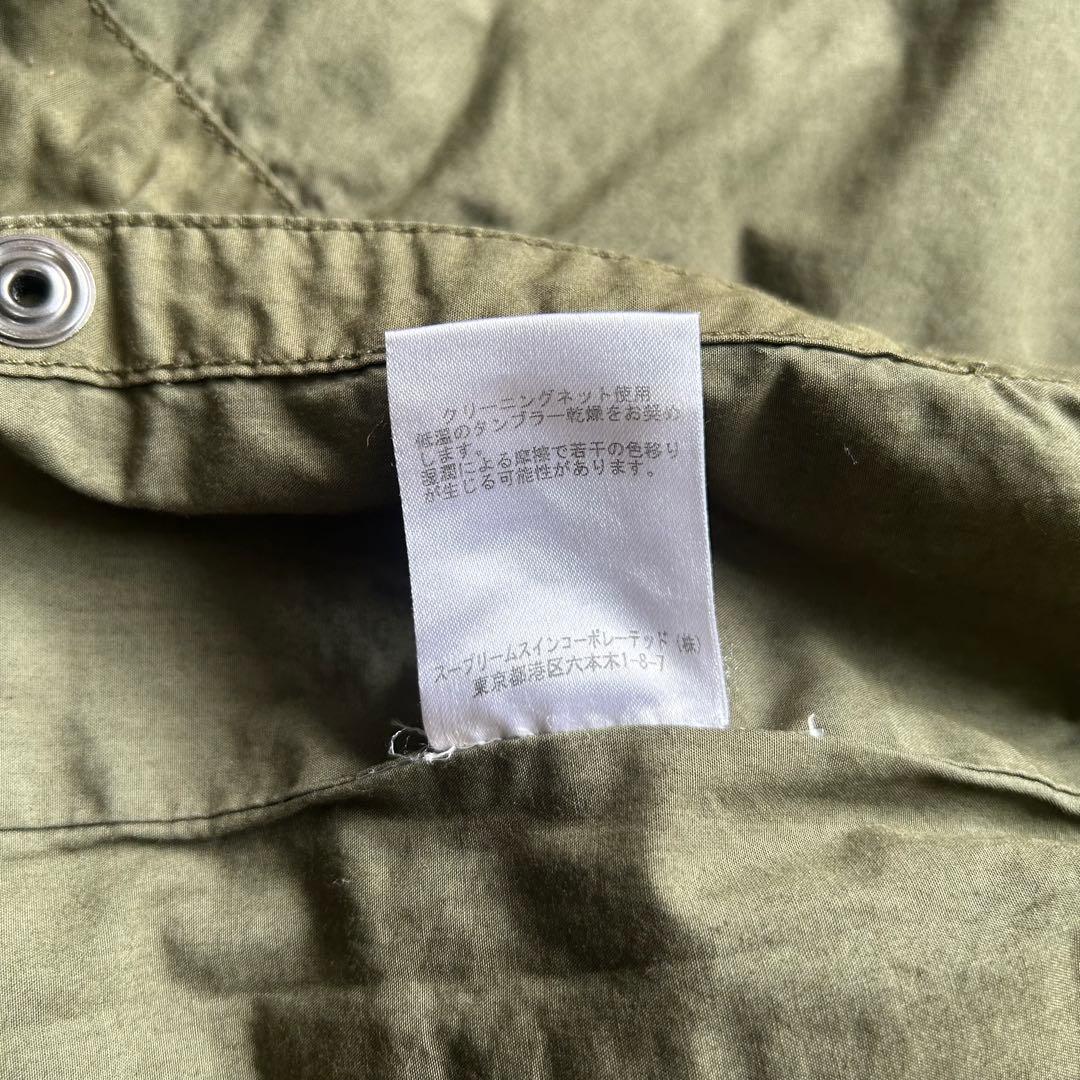 クリーニングネット使用
低温のタンブラー乾燥をお奨め
します。
湿潤による摩擦で若干の色移り
が生じる可能性があります。
スープリームスインコーポレーテッド（株）
東京都港区六本木1-8-7